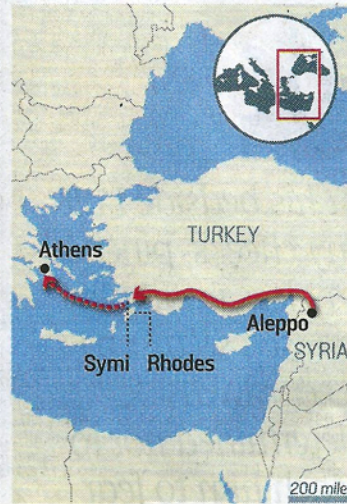 TURKEY
Athens
Aleppo
Symi Rhodes
SYRIA
200 mile